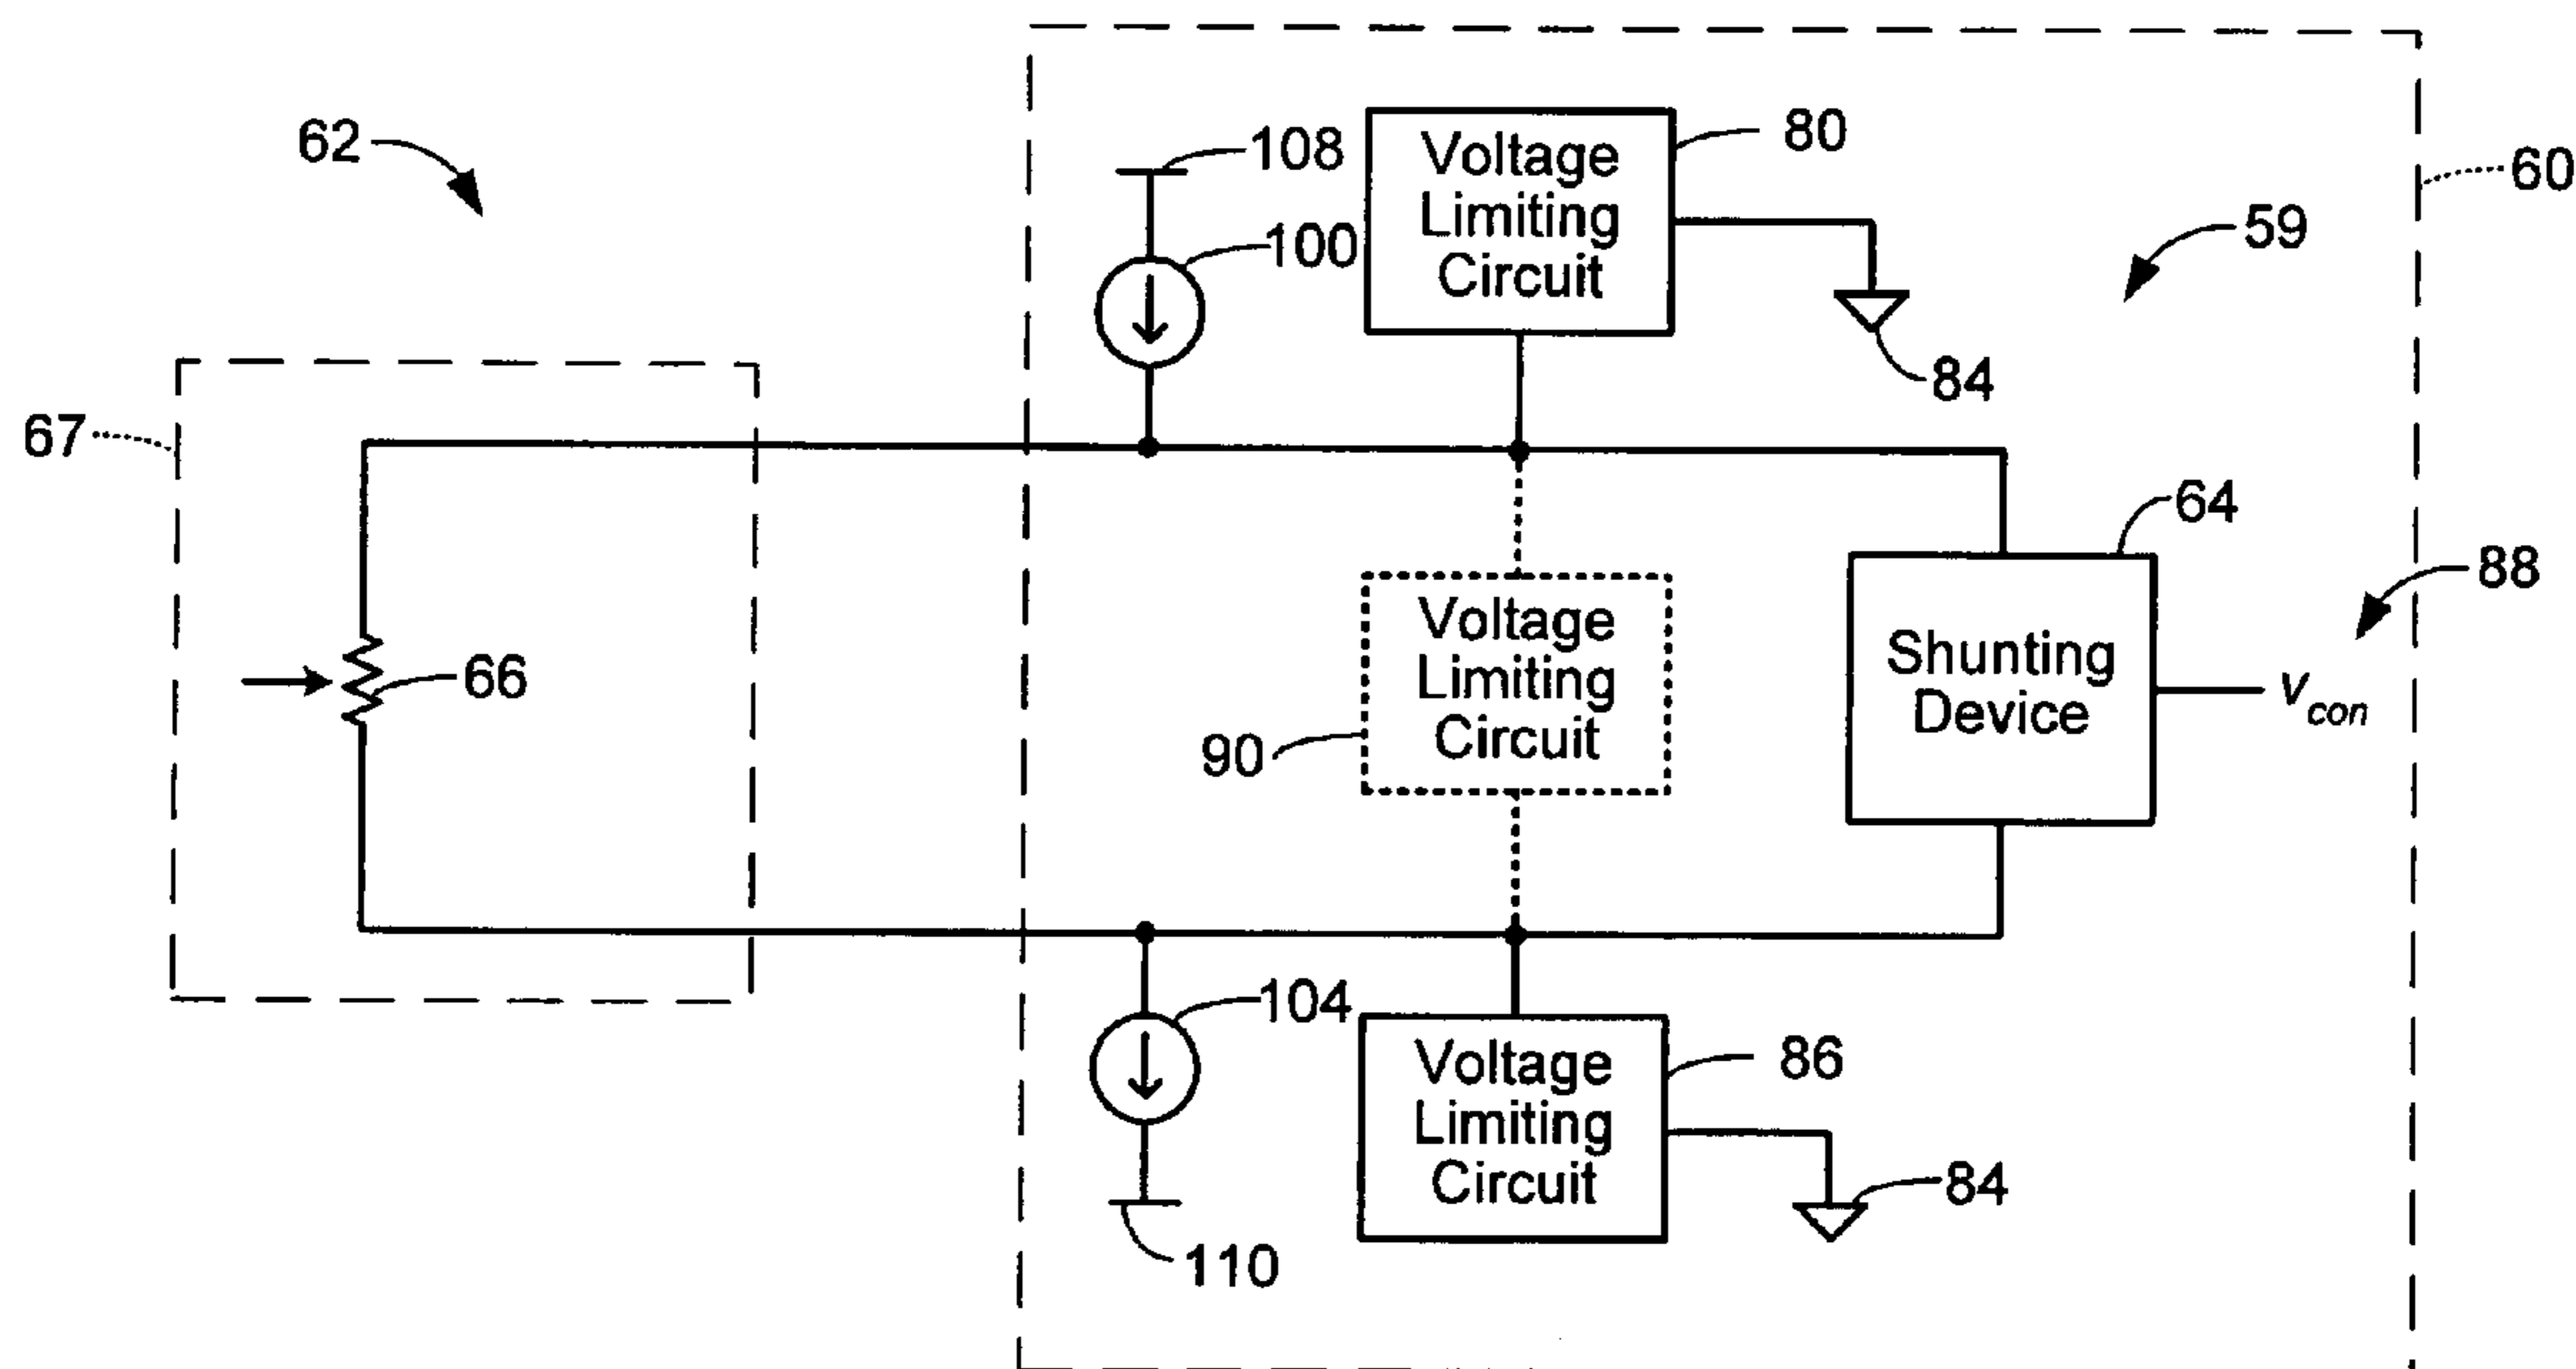 62
108
Voltage
Limiting
Circuit
80
60
100
59
84
67
64
88
66
Voltage
Limiting
Circuit
90
Shunting
Device
vcon
104
Voltage
Limiting
Circuit
86
84
110